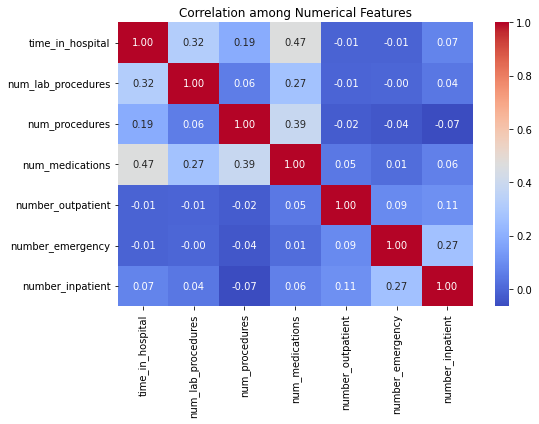 Correlation among Numerical Features
time_in_hospital 1.00 0.32 0.19 0.47 -0.01 -0.01 0.07
num_lab_procedures 0.32 1.00 0.06 0.27 -0.01 -0.00 0.04
num_procedures 0.19 0.06 1.00 0.39 -0.02 -0.04 -0.07
num_medications 0.47 0.27 0.39 1.00 0.05 0.01 0.06
number_outpatient -0.01 -0.01 -0.02 0.05 1.00 0.09 0.11
number_emergency -0.01 -0.00 -0.04 0.01 0.09 1.00 0.27
number_inpatient 0.07 0.04 -0.07 0.06 0.11 0.27 1.00
time_in_hospital
num_lab_procedures
num_procedures
num_medications
number_outpatient
number_emergency
number_inpatient
1.0
0.8
0.6
0.4
0.2
0.0